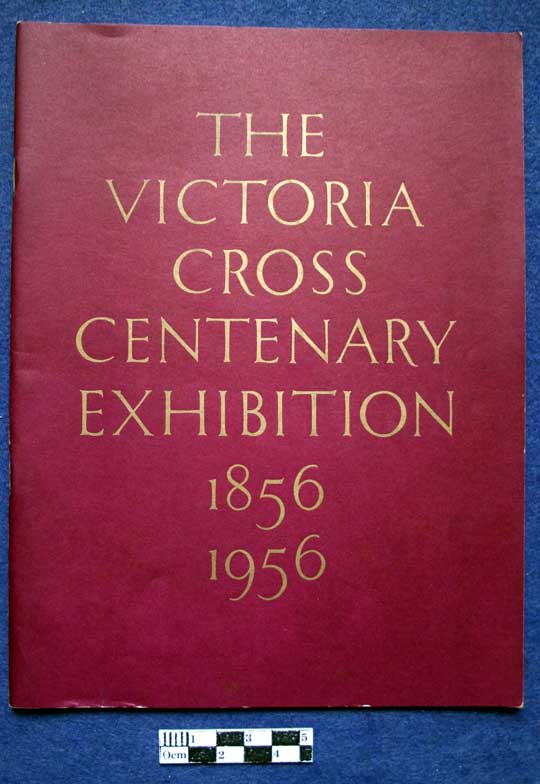 THE
VICTORIA
CROSS
CENTENARY
EXHIBITION
1856
1956
1 3 5
0cm 2 4